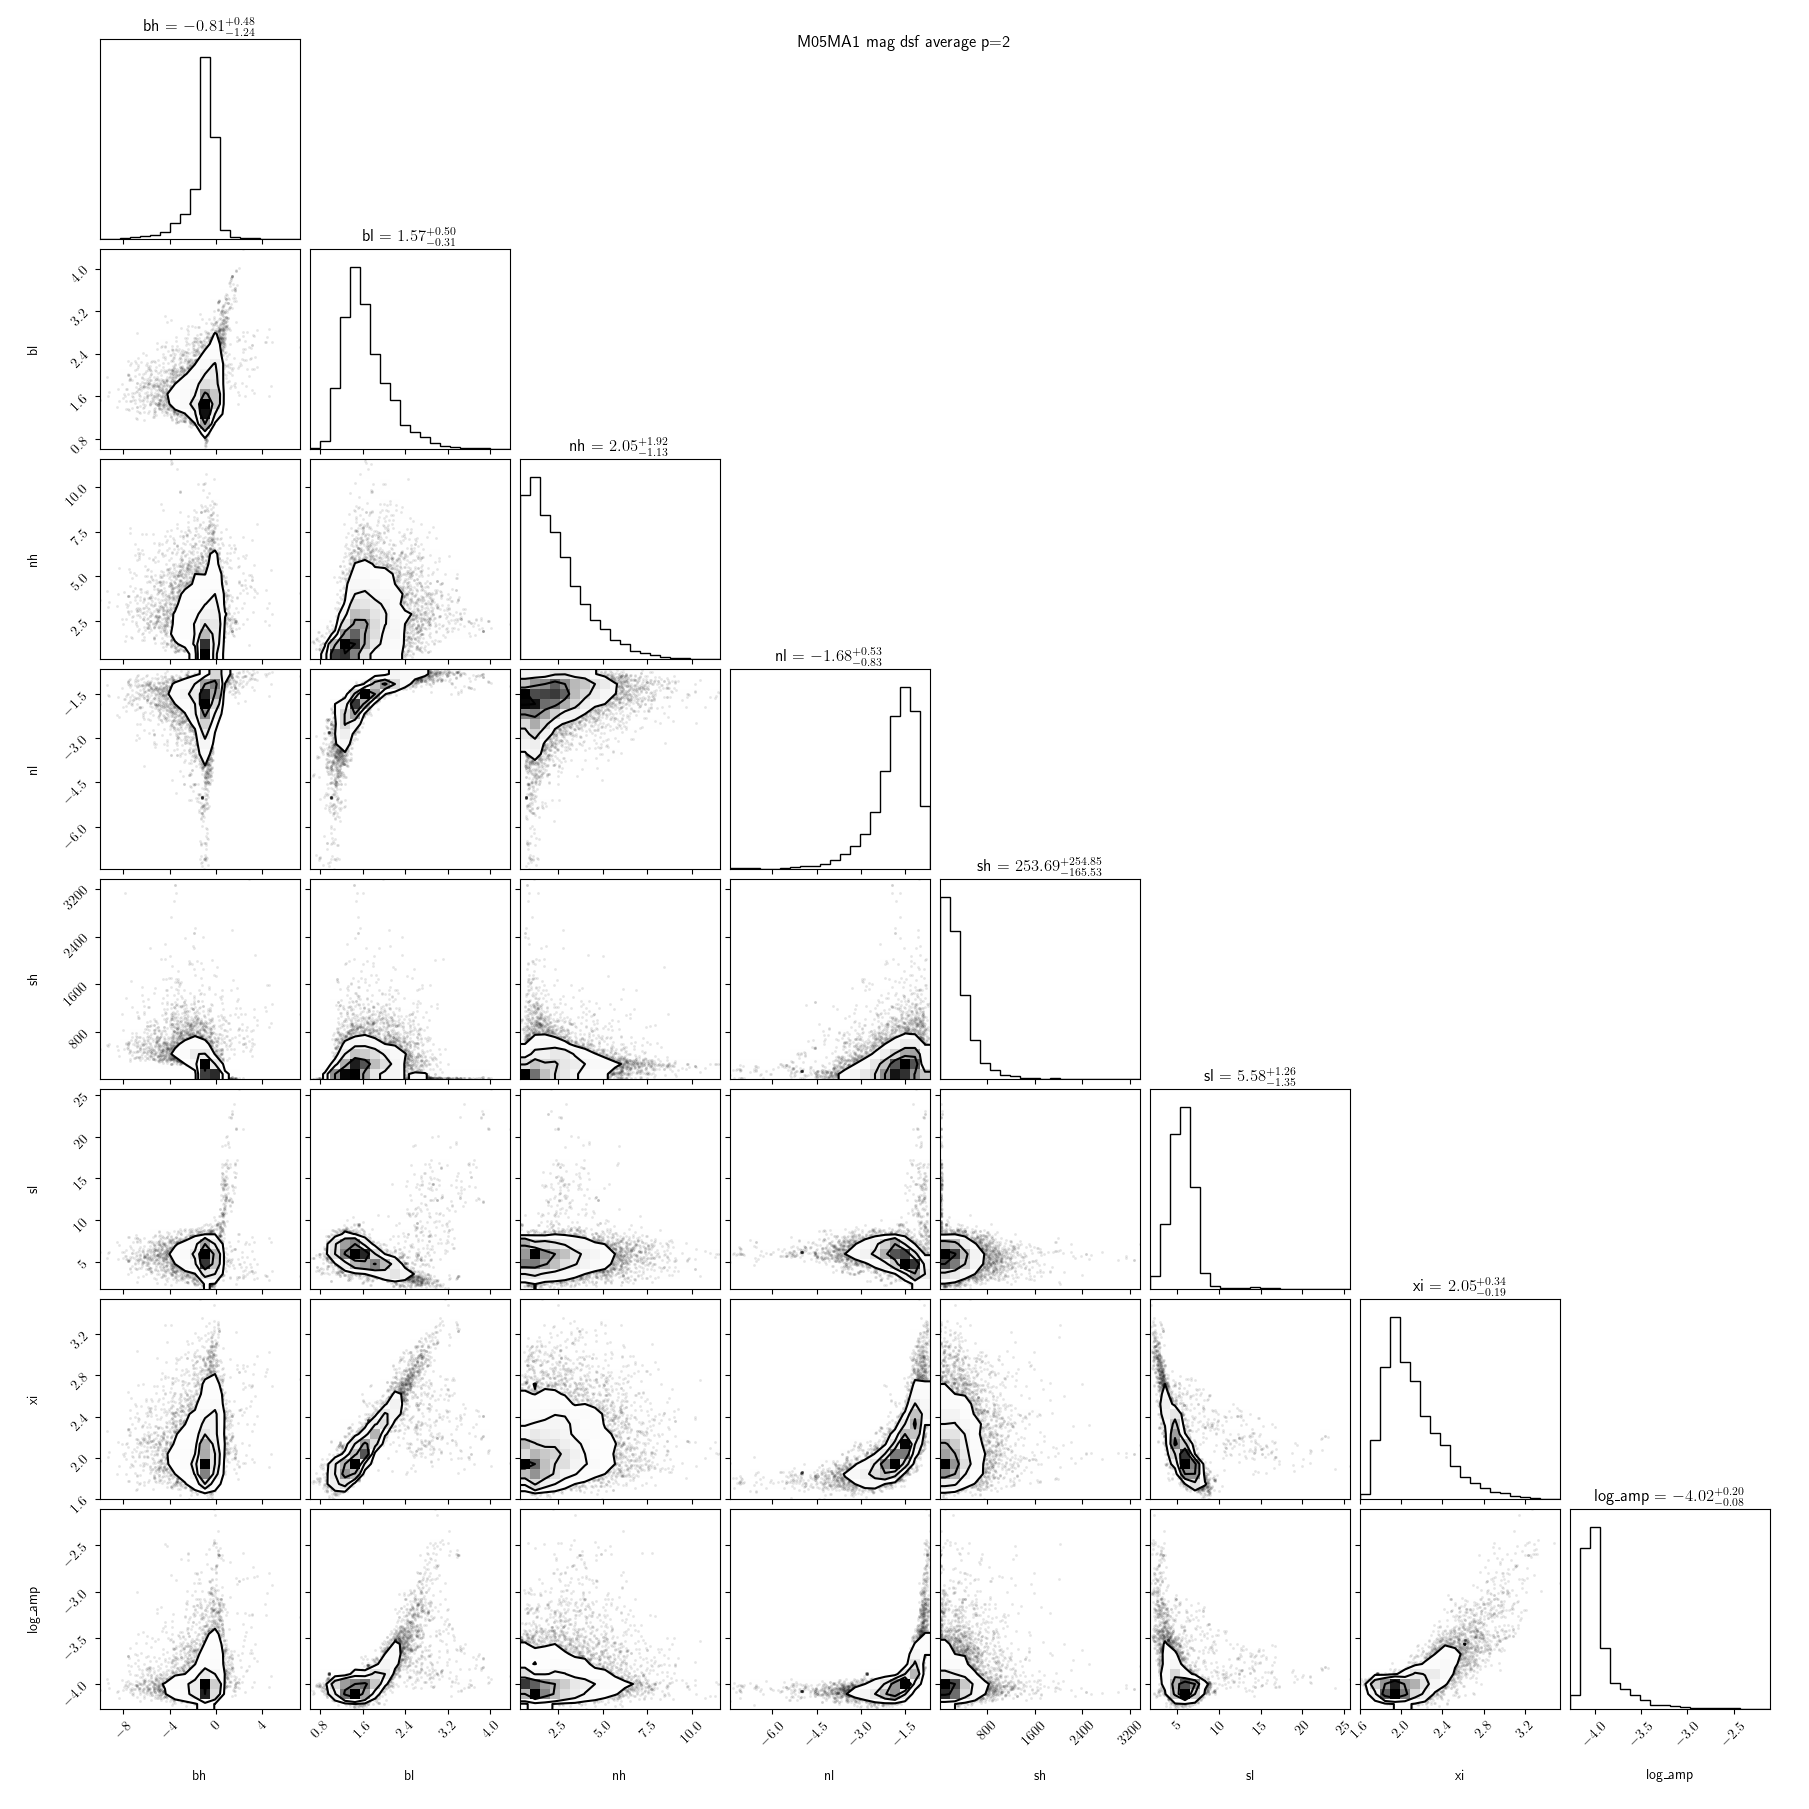 M05MA1 mag dsf average p=2
bh = −0.81+0.48−1.24
bl = 1.57+0.50−0.31
bl
4.0
3.2
2.4
1.6
0.8
nh = 2.05+1.92−1.13
nh
10.0
7.5
5.0
2.5
nl = −1.68+0.53−0.83
nl
−1.5
−3.0
−4.5
−6.0
sh = 253.69+254.85−165.53
sh
3200
2400
1600
800
sl = 5.58+1.26−1.35
sl
25
20
15
10
5
xi = 2.05+0.34−0.19
xi
3.2
2.8
2.4
2.0
1.6
log_amp = −4.02+0.20−0.08
log_amp
−2.5
−3.0
−3.5
−4.0
−8 −4 0 4
0.8 1.6 2.4 3.2 4.0
2.5 5.0 7.5 10.0
−6.0 −4.5 −3.0 −1.5
800 1600 2400 3200
5 10 15 20 25
1.6 2.0 2.4 2.8 3.2
−4.0 −3.5 −3.0 −2.5
bh bl nh nl sh sl xi log_amp